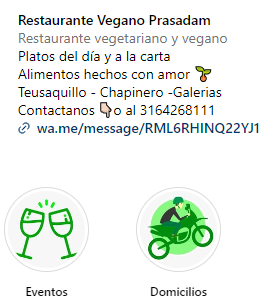 Restaurante Vegano Prasadam
Restaurante vegetariano y vegano
Platos del día y a la carta
Alimentos hechos con amor 🌱
Teusaquillo - Chapinero -Galerias
Contactanos 👇🏻o al 3164268111
wa.me/message/RML6RHINQ22YJ1
Eventos
Domicilios